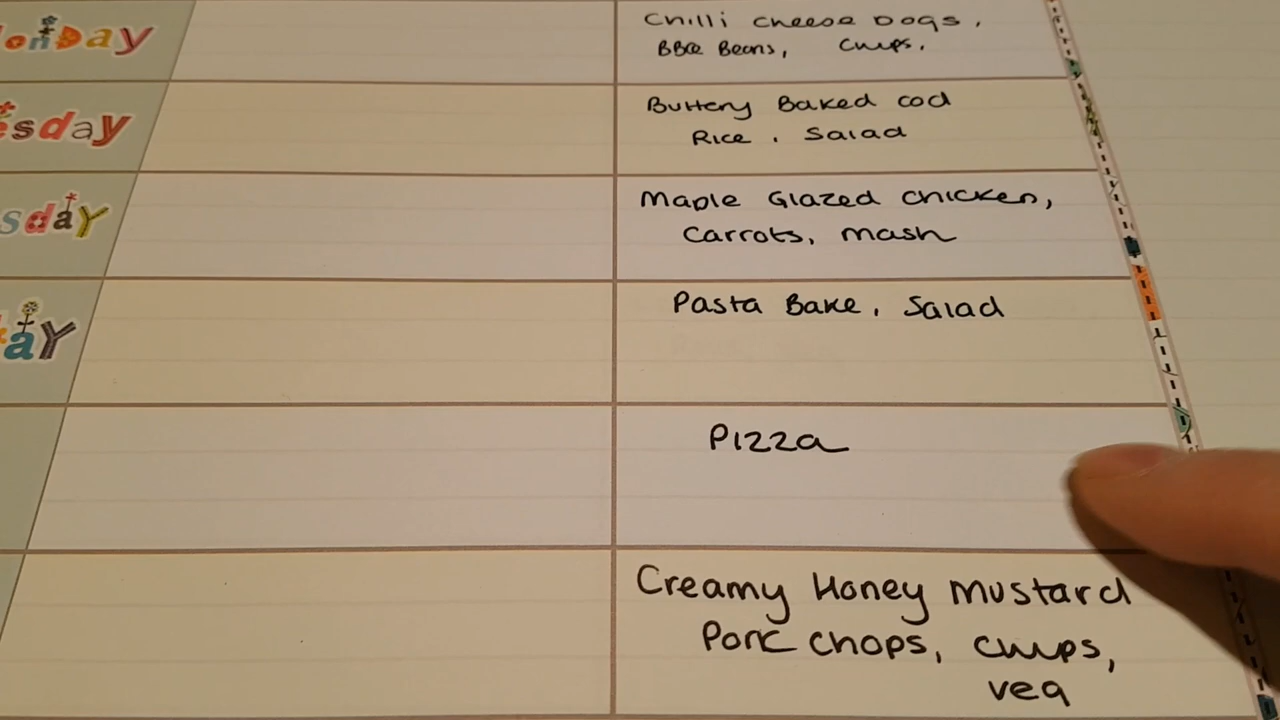 onday
Chilli Cheese Dogs,
BBQ Beans, Chips.
esday
Buttery Baked cod
Rice, Salad
sday
Maple Glazed chicken,
Carrots, mash
ay
Pasta Bake, Salad
Pizza
Creamy Honey mustard
Pork chops, chips,
veg